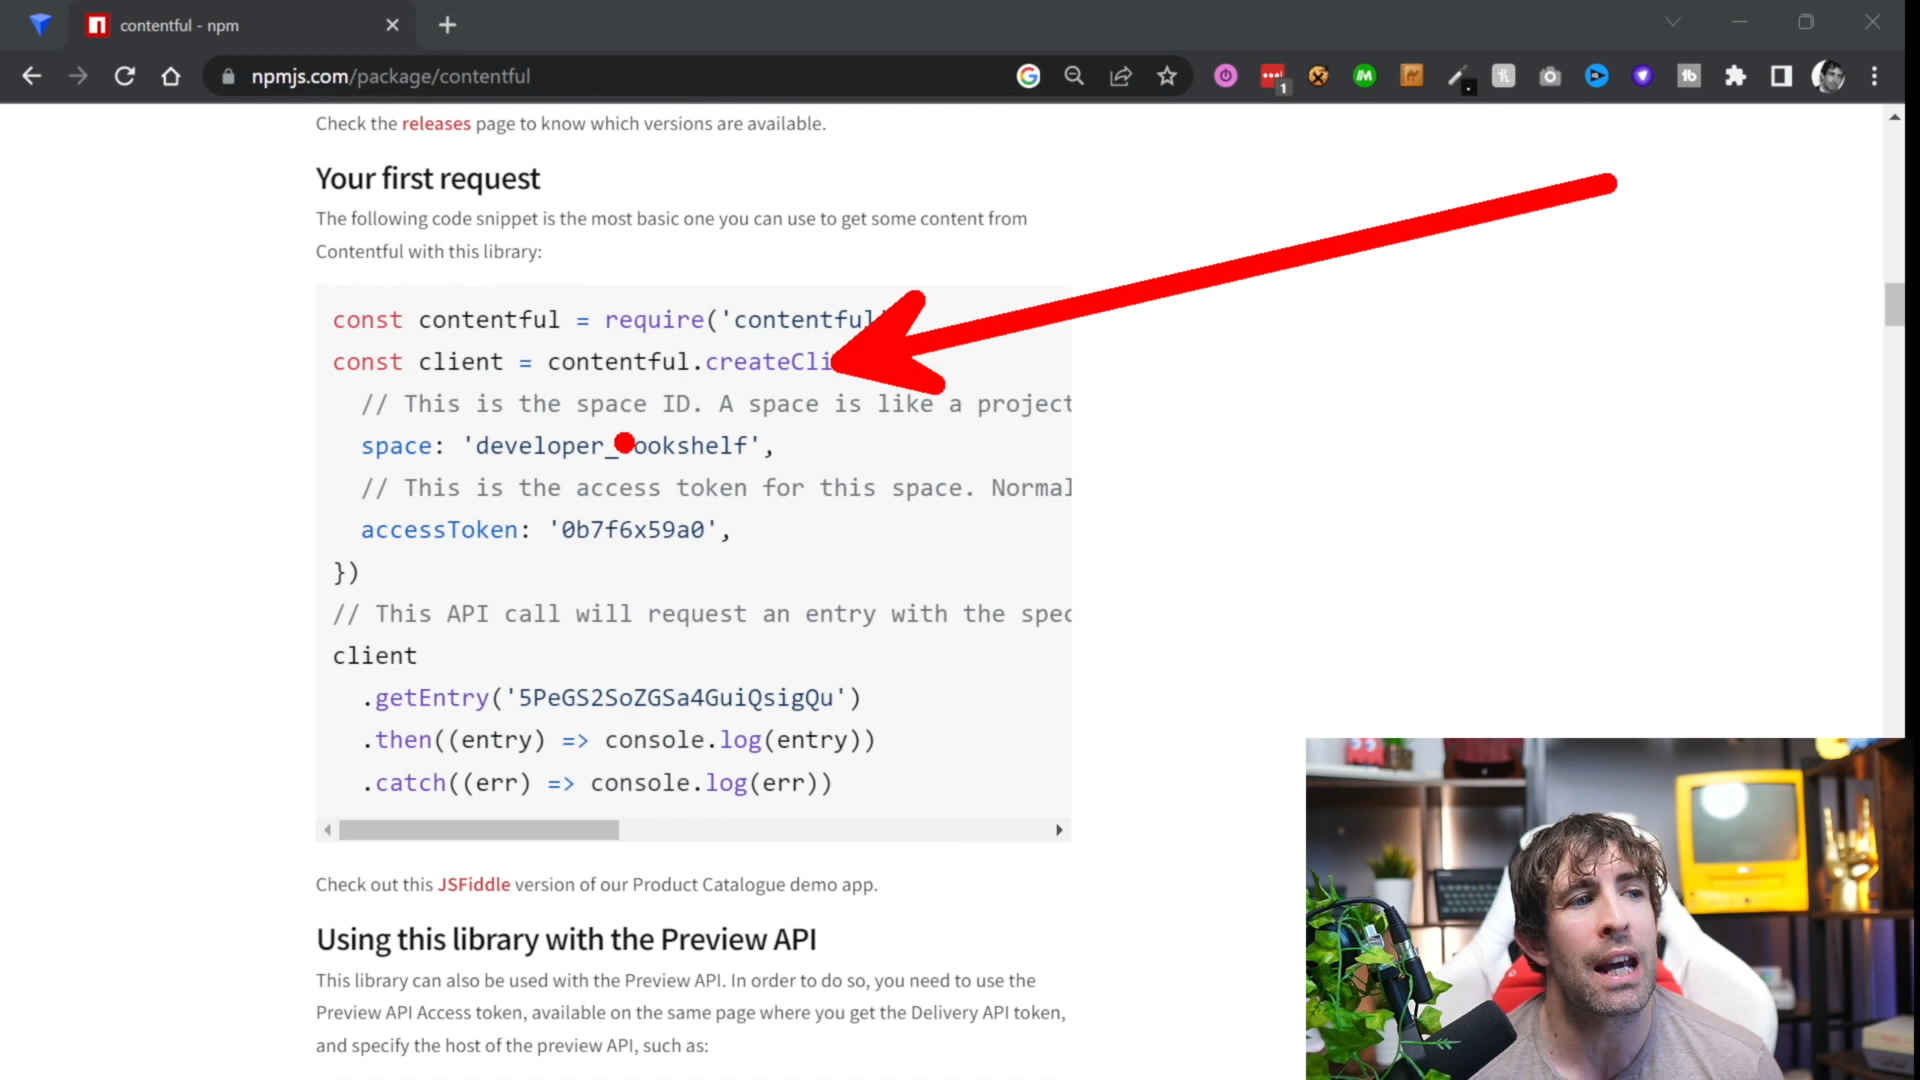 contentful - npm
npmjs.com/package/contentful
1
Check the releases page to know which versions are available.
Your first request
The following code snippet is the most basic one you can use to get some content from
Contentful with this library:
const contentful = require('contentful
const client = contentful.createCli
// This is the space ID. A space is like a project
space: 'developer_ ookshelf',
// This is the access token for this space. Normal
accessToken: '0b7f6x59a0',
})
// This API call will request an entry with the spec
client
.getEntry('5PeGS2SoZGSa4GuiQsigQu')
.then((entry) => console.log(entry))
.catch((err) => console.log(err))
Check out this JSFiddle version of our Product Catalogue demo app.
Using this library with the Preview API
This library can also be used with the Preview API. In order to do so, you need to use the
Preview API Access token, available on the same page where you get the Delivery API token,
and specify the host of the preview API, such as: